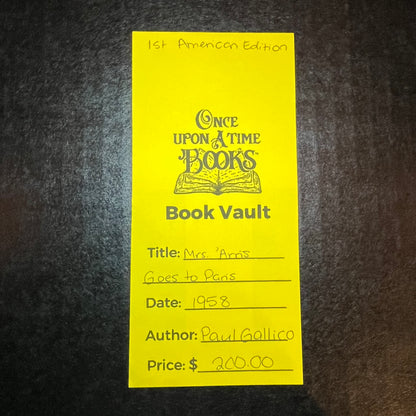 1st American Edition
ONCE
UPON A TIME
BOOKS
Book Vault
Title: Mrs. 'Arris
Goes to Paris
Date: 1958
Author: Paul Gallico
Price: $ 200.00